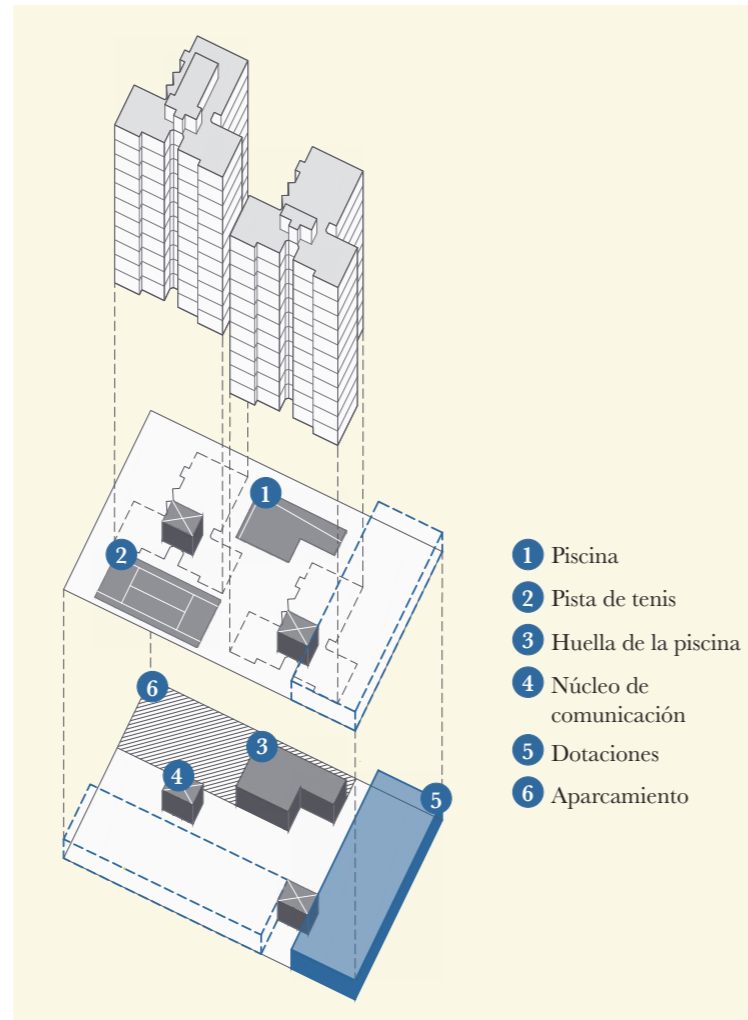 1
2
6
3
4
5
1 Piscina
2 Pista de tenis
3 Huella de la piscina
4 Núcleo de
comunicación
5 Dotaciones
6 Aparcamiento